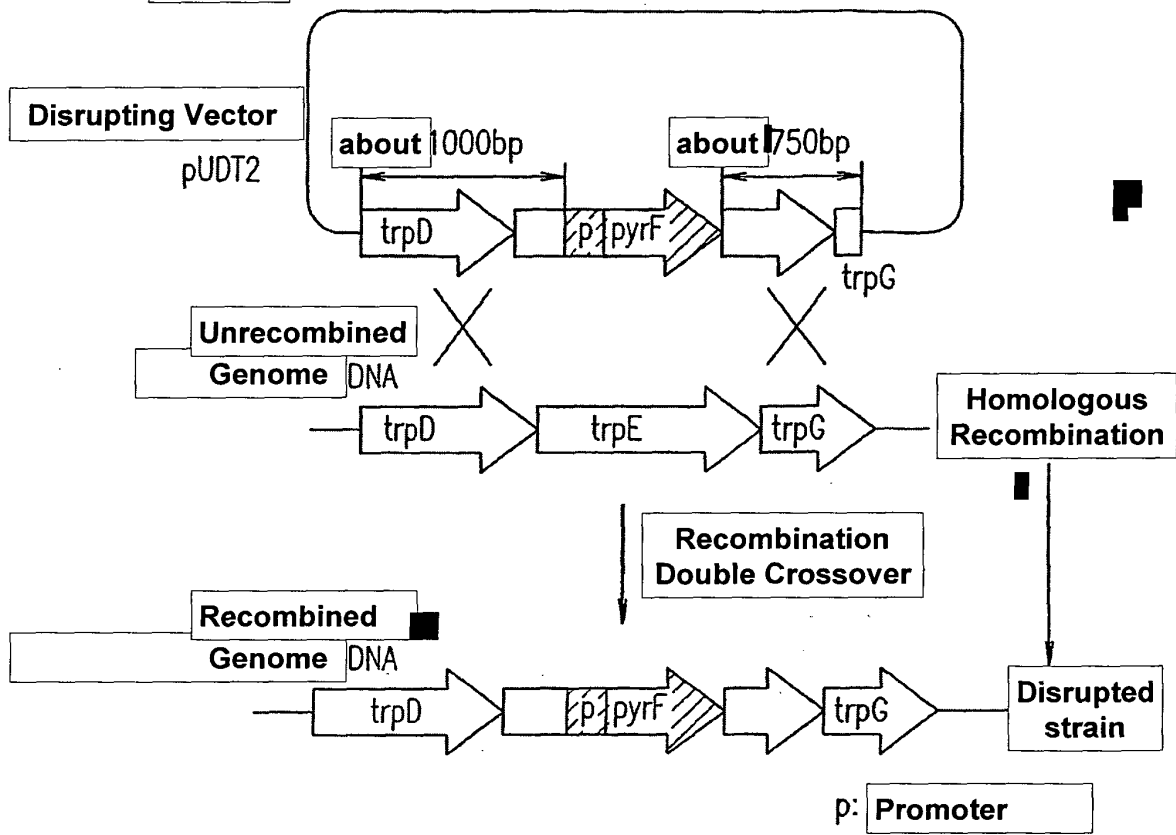 Disrupting Vector
pUDT2
about 1000bp
about 750bp
trpD
p
pyrF
trpG
Unrecombined
Genome DNA
trpD
trpE
trpG
Homologous
Recombination
Recombination
Double Crossover
Recombined
Genome DNA
trpD
p
pyrF
trpG
Disrupted
strain
p: Promoter